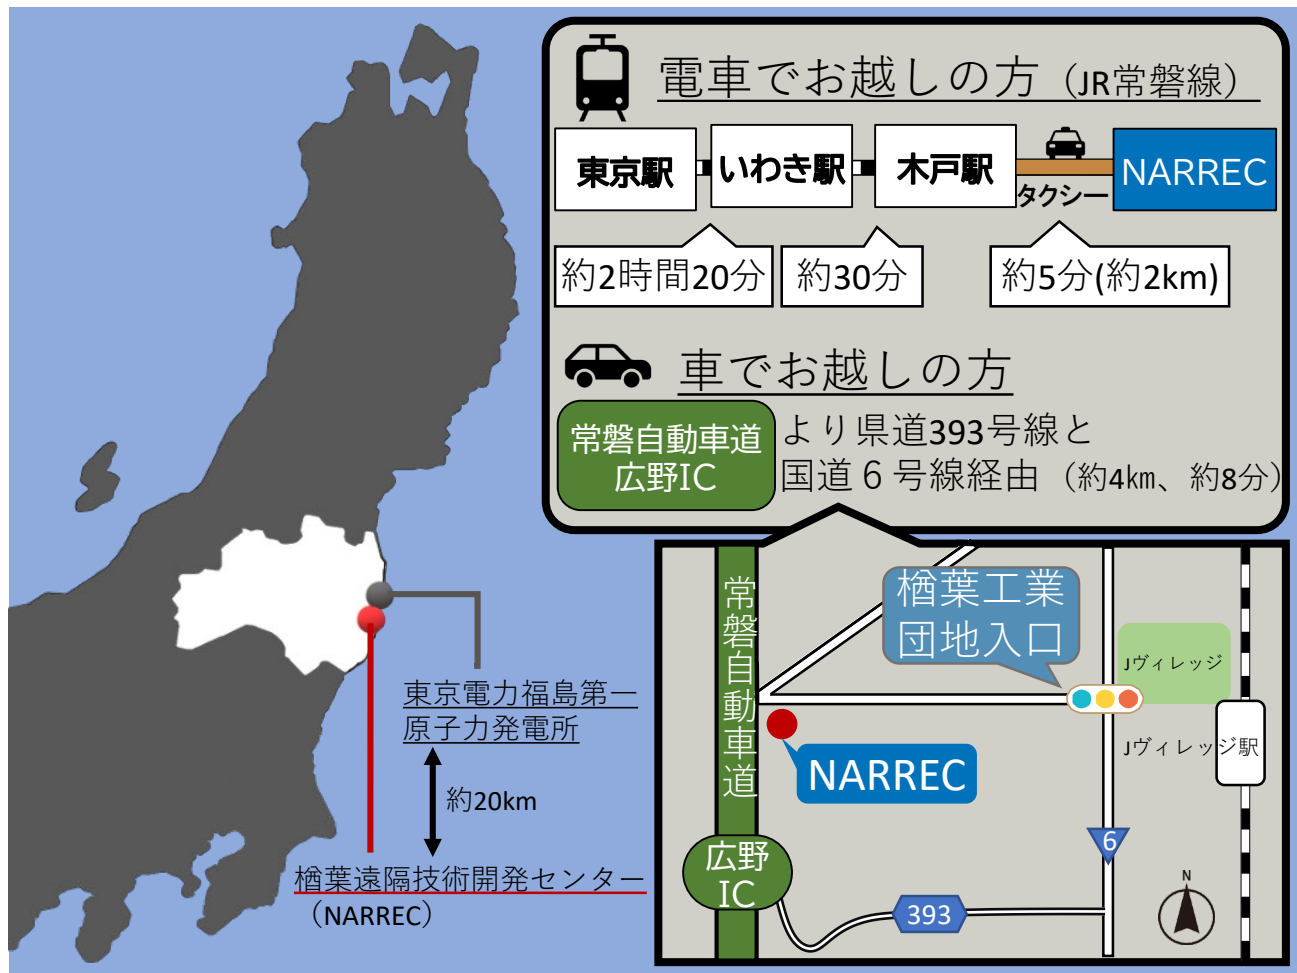 電車でお越しの方（JR常磐線）
東京駅
いわき駅
木戸駅
タクシー
NARREC
約2時間20分
約30分
約5分(約2km)
車でお越しの方
常磐自動車道
広野IC
より県道393号線と
国道６号線経由（約4㎞、約8分）
東京電力福島第一
原子力発電所
約20km
楢葉遠隔技術開発センター
（NARREC）
常磐自動車道
楢葉工業
団地入口
Jヴィレッジ
Jヴィレッジ駅
NARREC
広野
IC
6
393
N